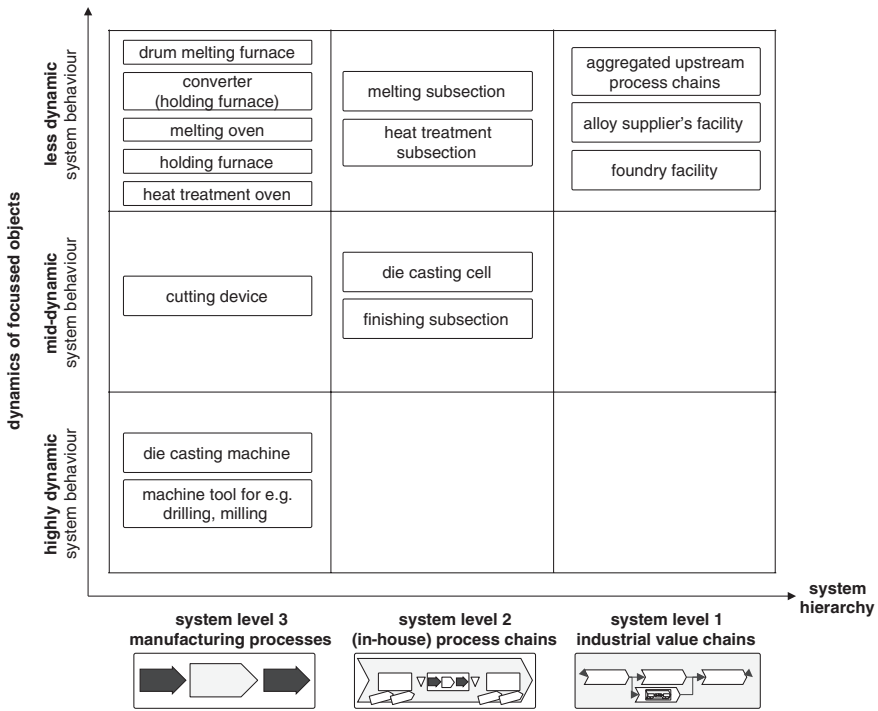 dynamics of focussed objects
less dynamic
system behaviour
drum melting furnace
converter
(holding furnace)
melting oven
holding furnace
heat treatment oven
melting subsection
heat treatment
subsection
aggregated upstream
process chains
alloy supplier's facility
foundry facility
mid-dynamic
system behaviour
cutting device
die casting cell
finishing subsection
highly dynamic
system behaviour
die casting machine
machine tool for e.g.
drilling, milling
system
hierarchy
system level 3
manufacturing processes
system level 2
(in-house) process chains
system level 1
industrial value chains